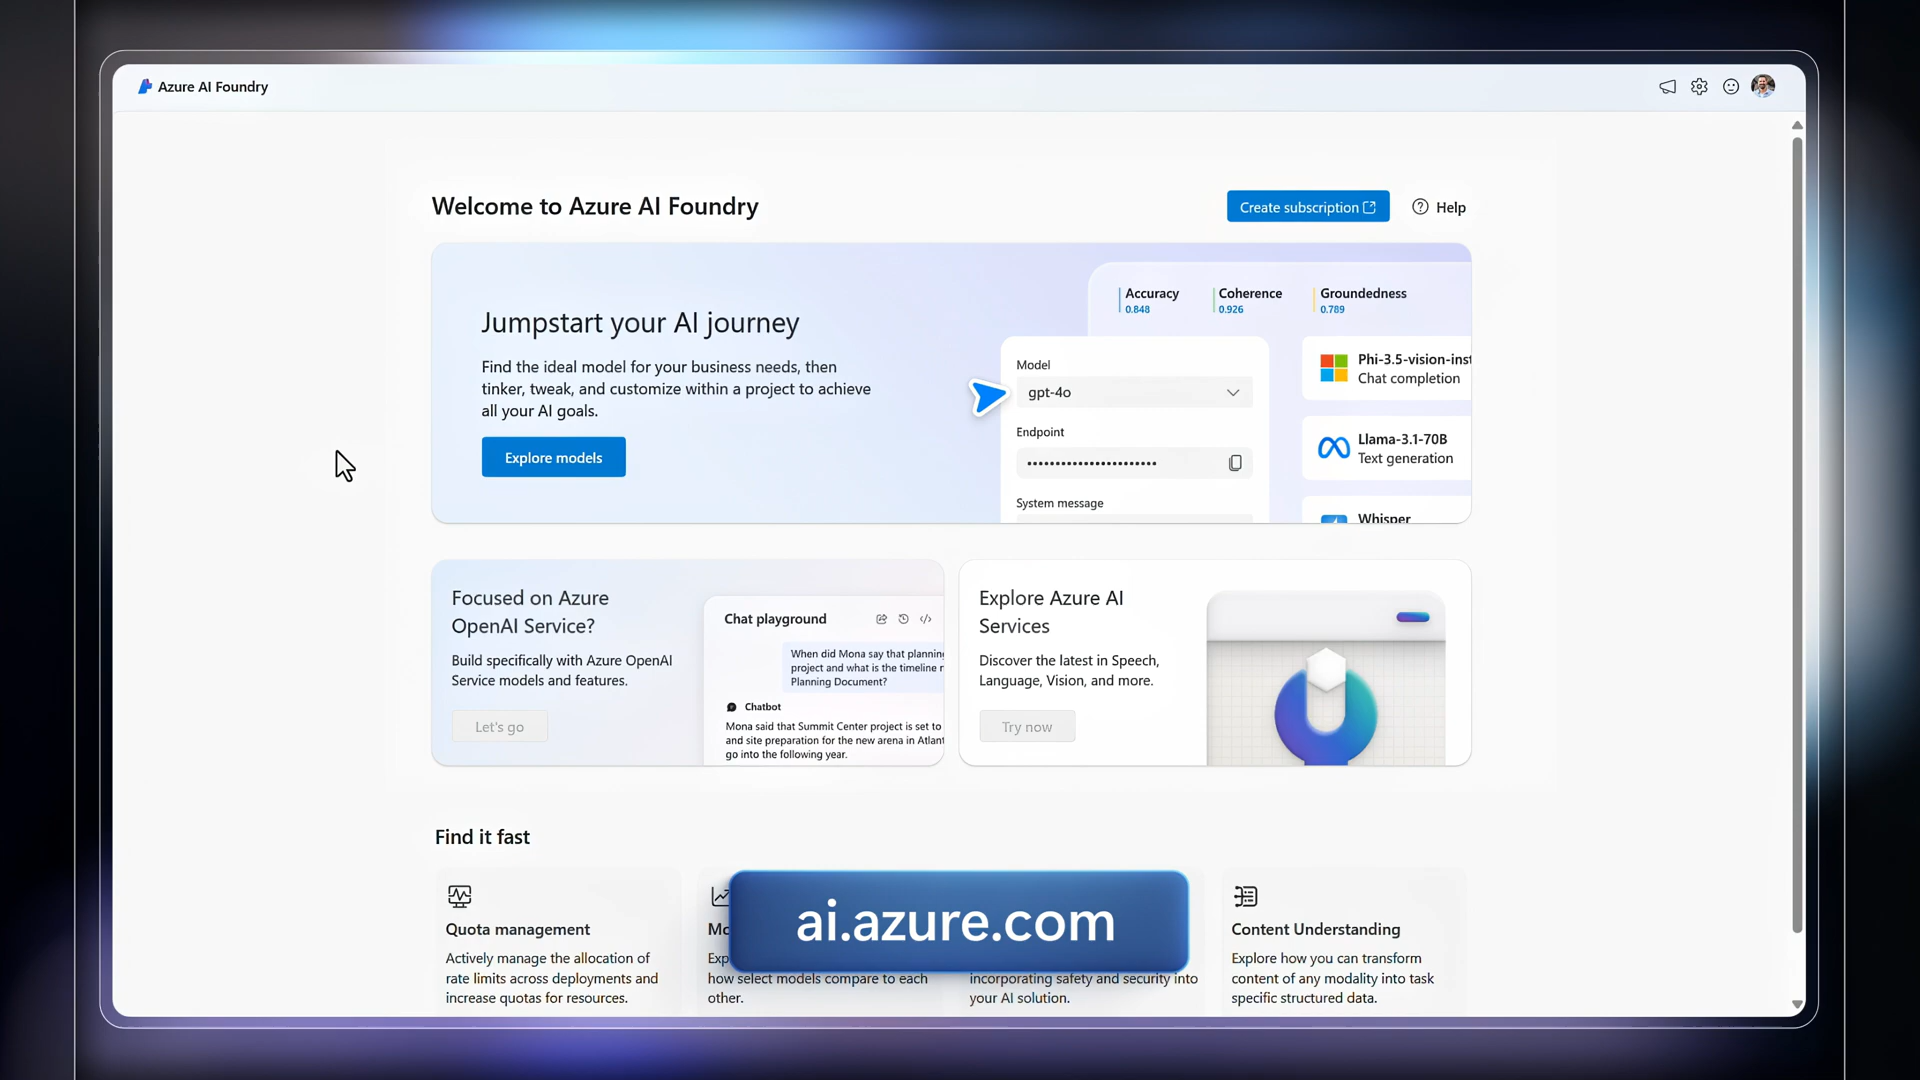 Azure AI Foundry
Welcome to Azure AI Foundry
Create subscription
Help
Jumpstart your AI journey
Find the ideal model for your business needs, then
tinker, tweak, and customize within a project to achieve
all your AI goals.
Explore models
Accuracy
0.848
Coherence
0.926
Groundedness
0.789
Model
gpt-4o
Endpoint
System message
Phi-3.5-vision-inst
Chat completion
Llama-3.1-70B
Text generation
Whisper
Focused on Azure
OpenAI Service?
Build specifically with Azure OpenAI
Service models and features.
Let's go
Chat playground
When did Mona say that planning
project and what is the timeline
Planning Document?
Chatbot
Mona said that Summit Center project is set to
and site preparation for the new arena in Atlant
go into the following year.
Explore Azure AI
Services
Discover the latest in Speech,
Language, Vision, and more.
Try now
Find it fast
Quota management
Actively manage the allocation of
rate limits across deployments and
increase quotas for resources.
how select models compare to each
other.
incorporating safety and security into
your AI solution.
Content Understanding
Explore how you can transform
content of any modality into task
specific structured data.
ai.azure.com